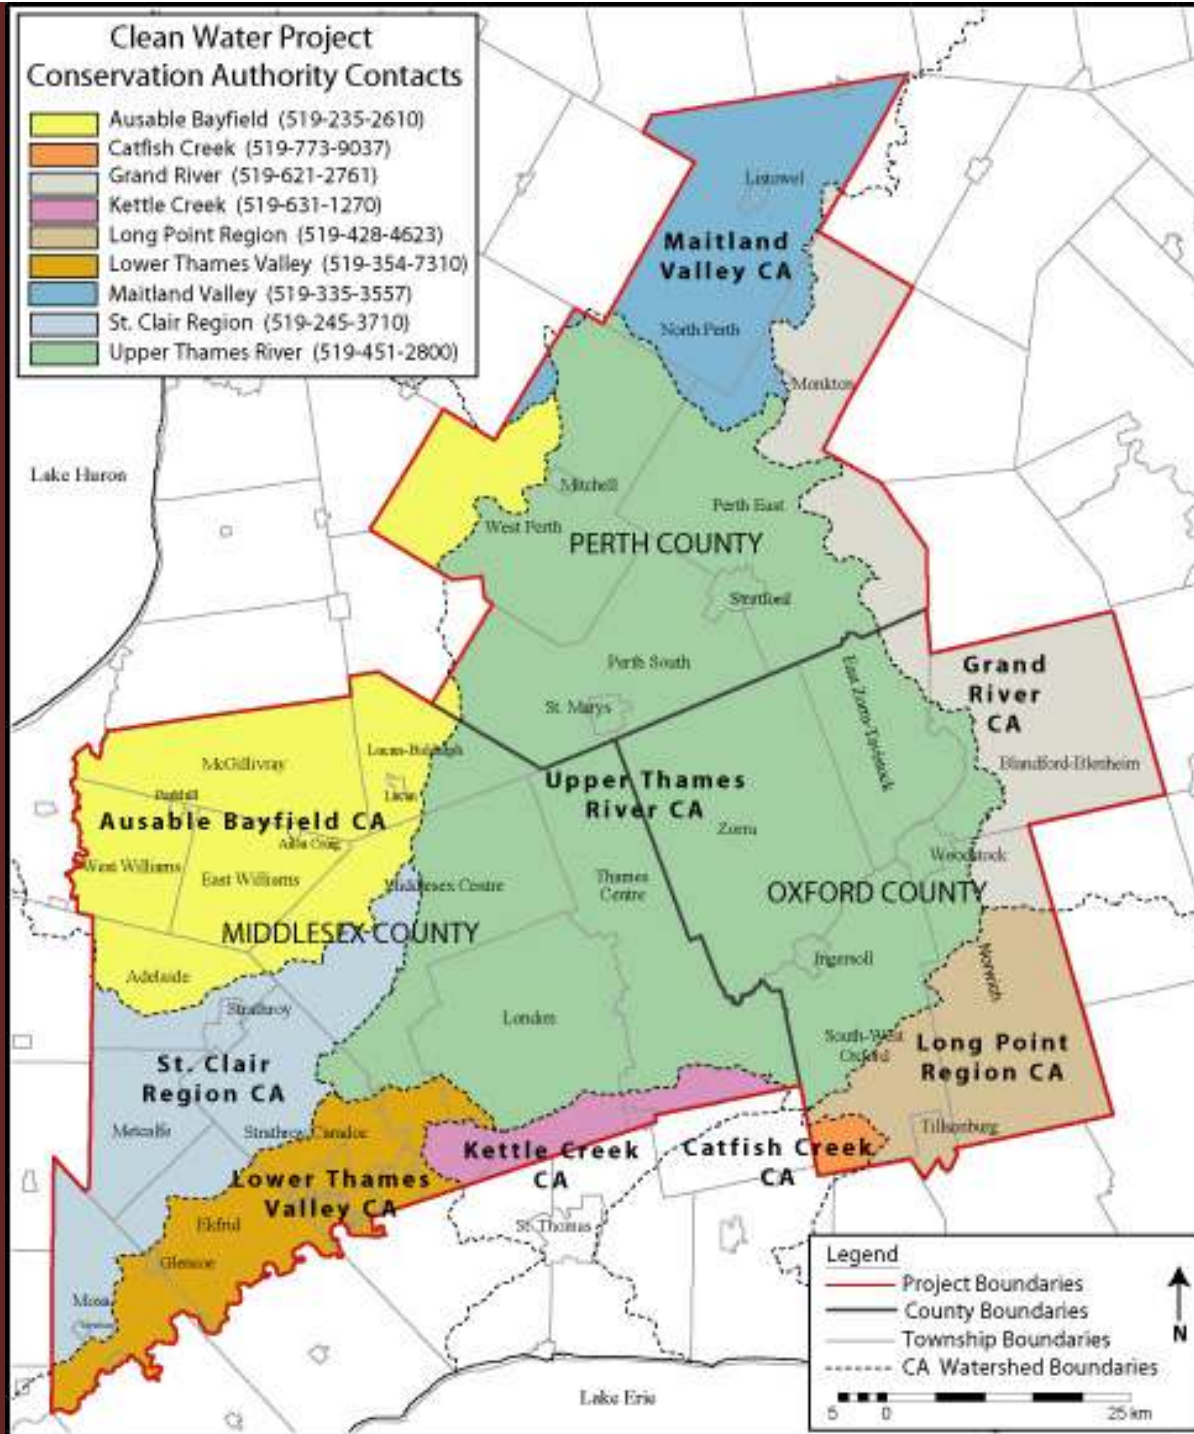 Clean Water Project
Conservation Authority Contacts
Ausable Bayfield (519-235-2610)
Catfish Creek (519-773-9037)
Grand River (519-621-2761)
Kettle Creek (519-631-1270)
Long Point Region (519-428-4623)
Lower Thames Valley (519-354-7310)
Maitland Valley (519-335-3557)
St. Clair Region (519-245-3710)
Upper Thames River (519-451-2800)
Listowel
Maitland
Valley CA
North Perth
Monkton
Lake Huron
Mitchell
Perth East
West Perth
PERTH COUNTY
Stratford
Perth South
Grand
River
CA
East Zorra-Tavistock
St. Marys
Lucan-Biddulph
McGillivray
Blandford-Blenheim
Upper Thames
River CA
Parkhill
Lucan
Ausable Bayfield CA
Zorra
Ailsa Craig
Woodstock
West Williams
East Williams
Middlesex Centre
Thames
Centre
OXFORD COUNTY
MIDDLESEX COUNTY
Ingersoll
Norwich
Adelaide
Strathroy
London
South-West
Oxford
Long Point
Region CA
St. Clair
Region CA
Metcalfe
Strathroy Caradoc
Tillsonburg
Kettle Creek
CA
Catfish Creek
CA
Lower Thames
Valley CA
Ekfrid
St. Thomas
Glencoe
Mosa
Lake Erie
Legend
Project Boundaries
County Boundaries
Township Boundaries
CA Watershed Boundaries
N
5 0 25 km